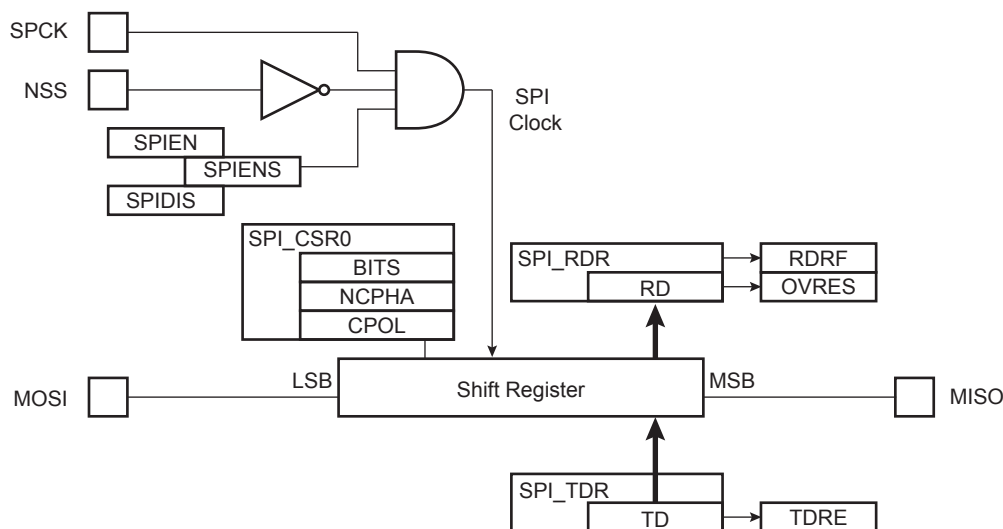 SPCK
NSS
SPI
Clock
SPIEN
SPIENS
SPIDIS
SPI_CSR0
BITS
NCPHA
CPOL
SPI_RDR
RD
RDRF
OVRES
MOSI
LSB
Shift Register
MSB
MISO
SPI_TDR
TD
TDRE